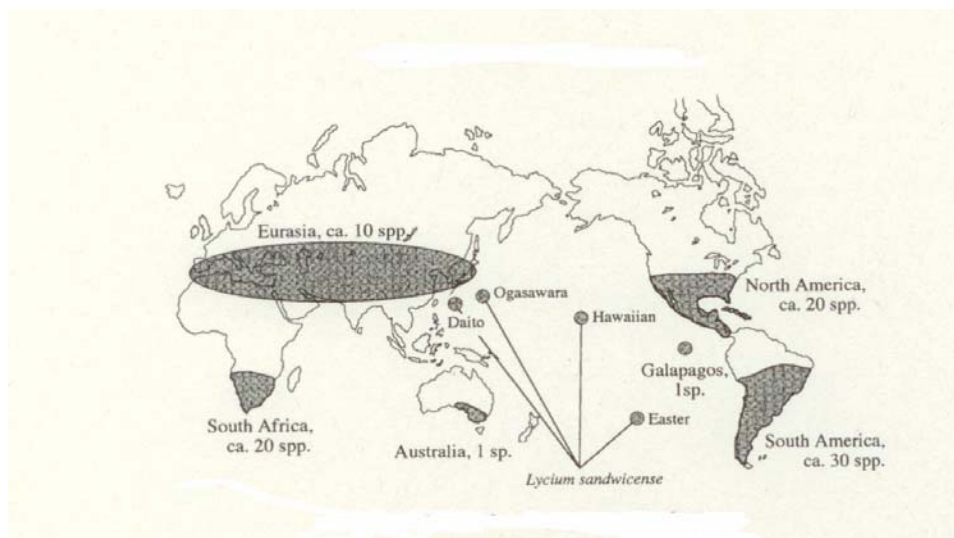 Eurasia, ca. 10 spp.
Ogasawara
Daito
Hawaiian
North America,
ca. 20 spp.
Galapagos,
1sp.
South Africa,
ca. 20 spp.
Australia, 1 sp.
Easter
South America,
ca. 30 spp.
Lycium sandwicense